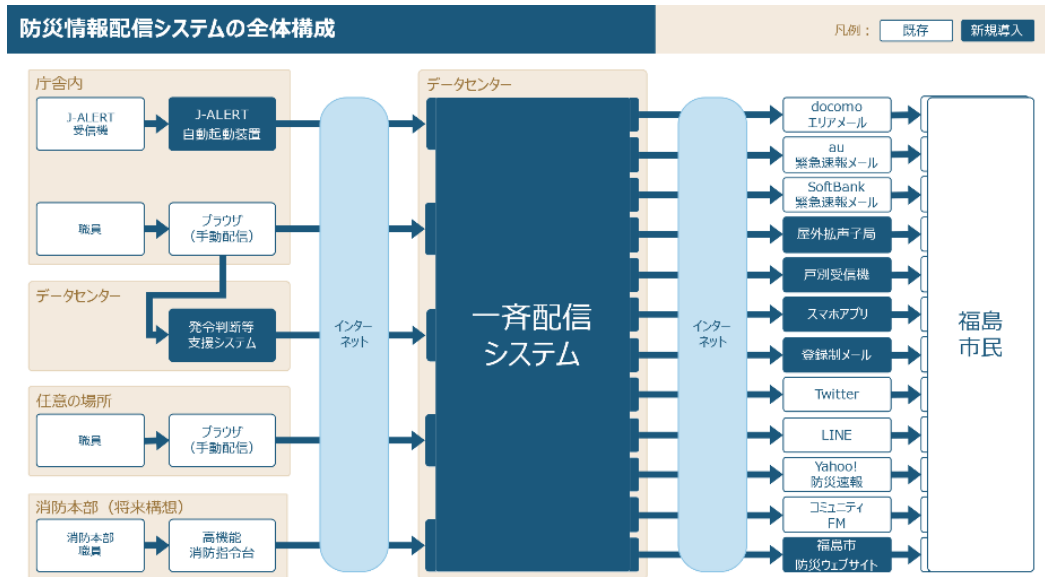 防災情報配信システムの全体構成
凡例：
既存
新規導入
庁舎内
J-ALERT
受信機
J-ALERT
自動起動装置
職員
ブラウザ
（手動配信）
データセンター
発令判断等
支援システム
任意の場所
職員
ブラウザ
（手動配信）
消防本部（将来構想）
消防本部
職員
高機能
消防指令台
インター
ネット
データセンター
一斉配信
システム
インター
ネット
docomo
エリアメール
au
緊急速報メール
SoftBank
緊急速報メール
屋外拡声子局
戸別受信機
スマホアプリ
登録制メール
Twitter
LINE
Yahoo!
防災速報
コミュニティ
FM
福島市
防災ウェブサイト
福島
市民